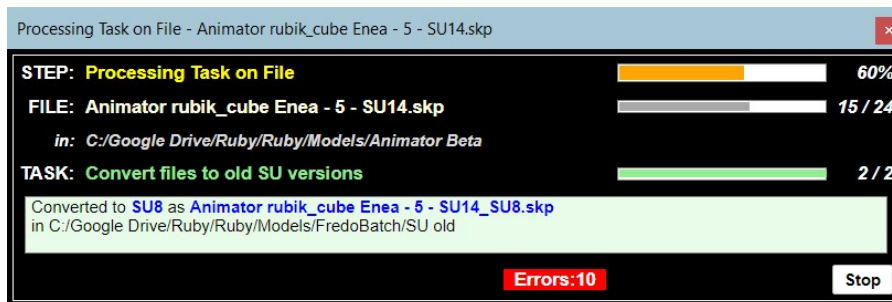 Processing Task on File - Animator rubik_cube Enea - 5 - SU14.skp
STEP: Processing Task on File 60%
FILE: Animator rubik_cube Enea - 5 - SU14.skp 15 / 24
in: C:/Google Drive/Ruby/Ruby/Models/Animator Beta
TASK: Convert files to old SU versions 2 / 2
Converted to SU8 as Animator rubik_cube Enea - 5 - SU14_SU8.skp
in C:/Google Drive/Ruby/Ruby/Models/FredoBatch/SU old
Errors:10 Stop